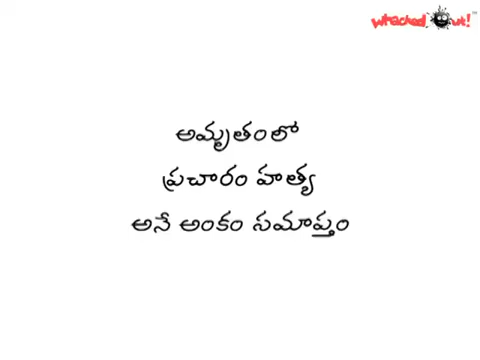 whacked out!
అమృతంలో
ప్రచారం హత్య
అనే అంకం సమాప్తం